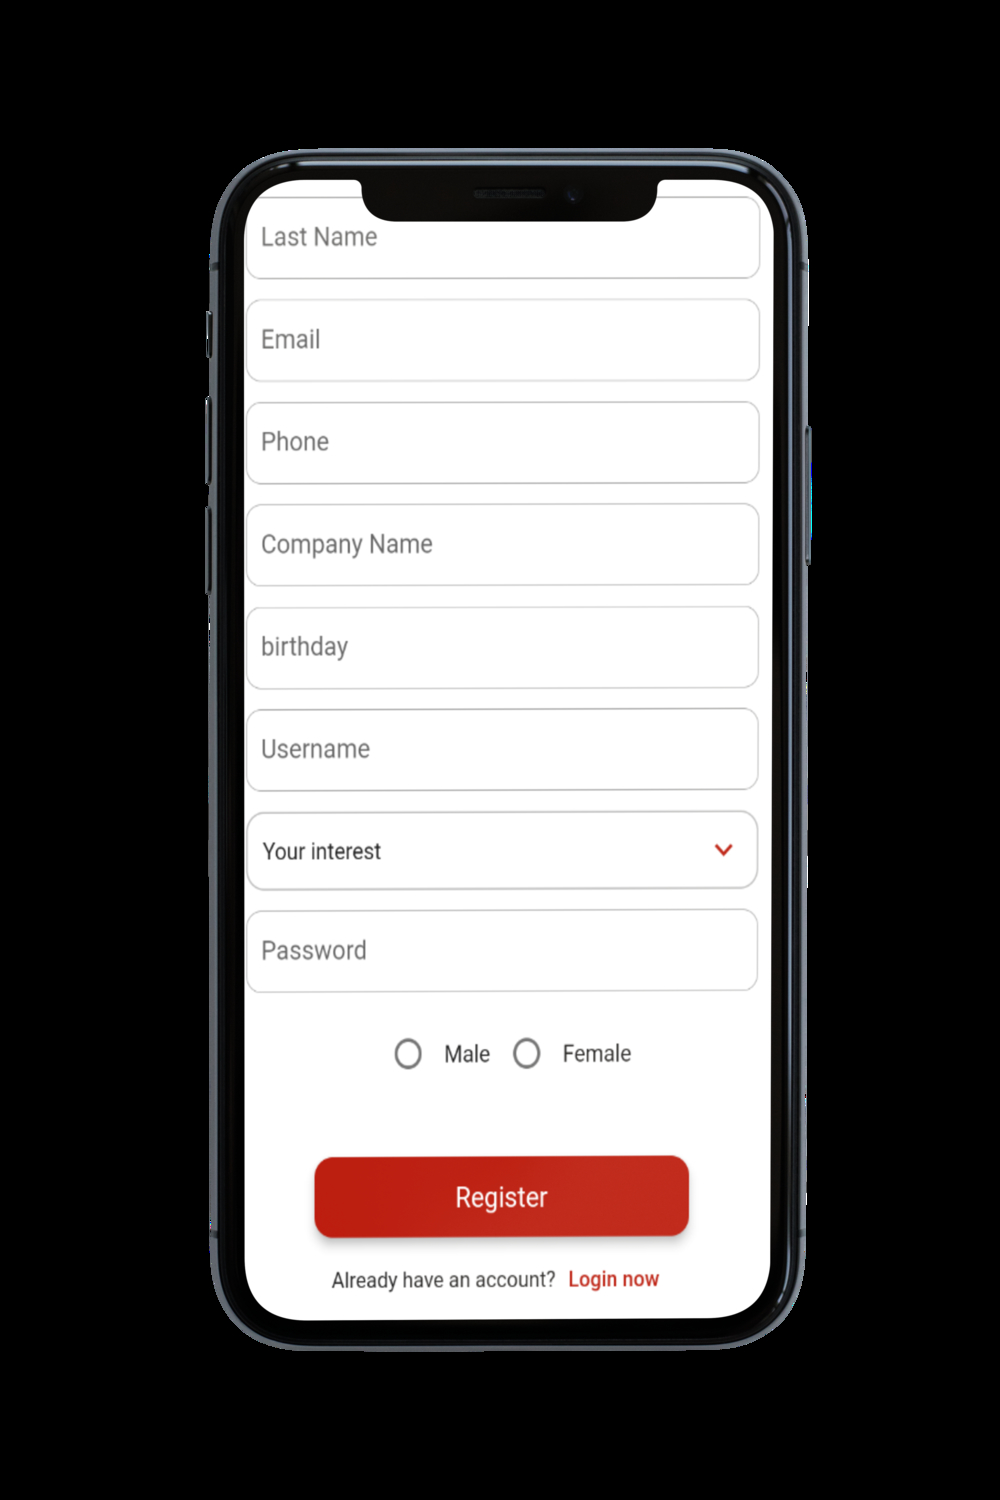 Last Name
Email
Phone
Company Name
birthday
Username
Your interest
Password
Male Female
Register
Already have an account? Login now